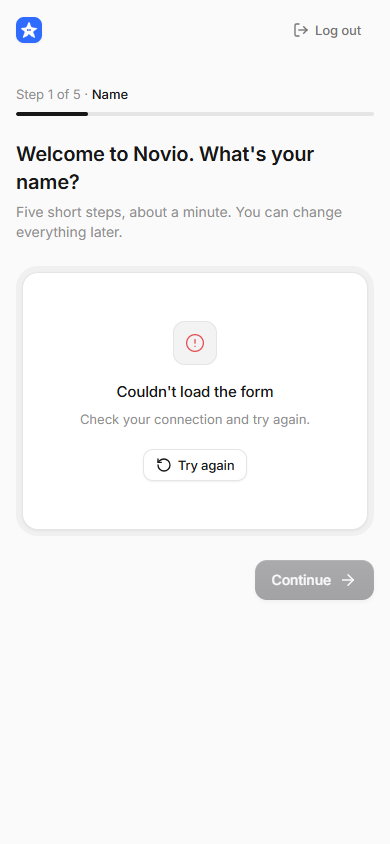 Log out
Step 1 of 5 · Name
Welcome to Novio. What's your
name?
Five short steps, about a minute. You can change
everything later.
Couldn't load the form
Check your connection and try again.
Try again
Continue